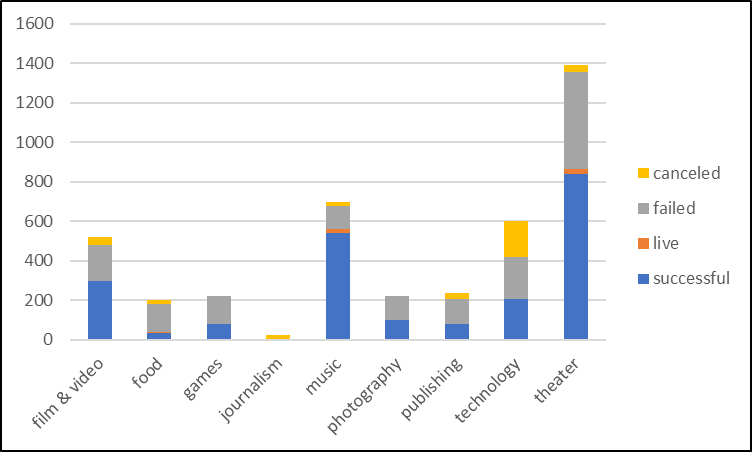 1600
1400
1200
1000
800
600
400
200
0
film & video
food
games
journalism
music
photography
publishing
technology
theater
canceled
failed
live
successful